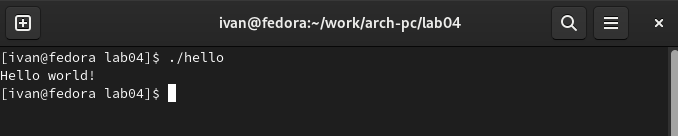 ivan@fedora:~/work/arch-pc/lab04
[ivan@fedora lab04]$ ./hello
Hello world!
[ivan@fedora lab04]$